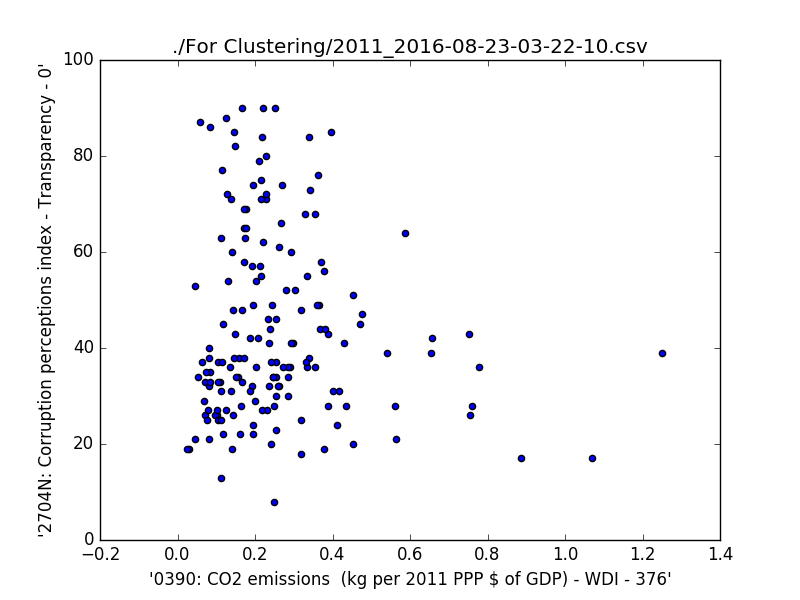 ./For Clustering/2011_2016-08-23-03-22-10.csv
100
80
60
40
20
0
'2704N: Corruption perceptions index - Transparency - 0'
−0.2 0.0 0.2 0.4 0.6 0.8 1.0 1.2 1.4
'0390: CO2 emissions  (kg per 2011 PPP $ of GDP) - WDI - 376'